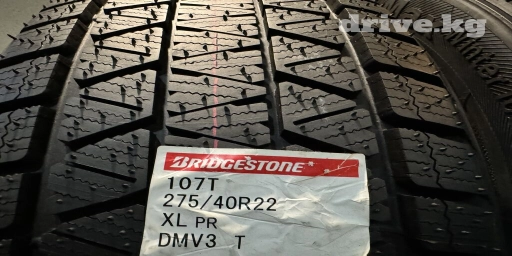 drive.kg
BRIDGESTONE
107T
275/40R22
XL PR
DMV3 T